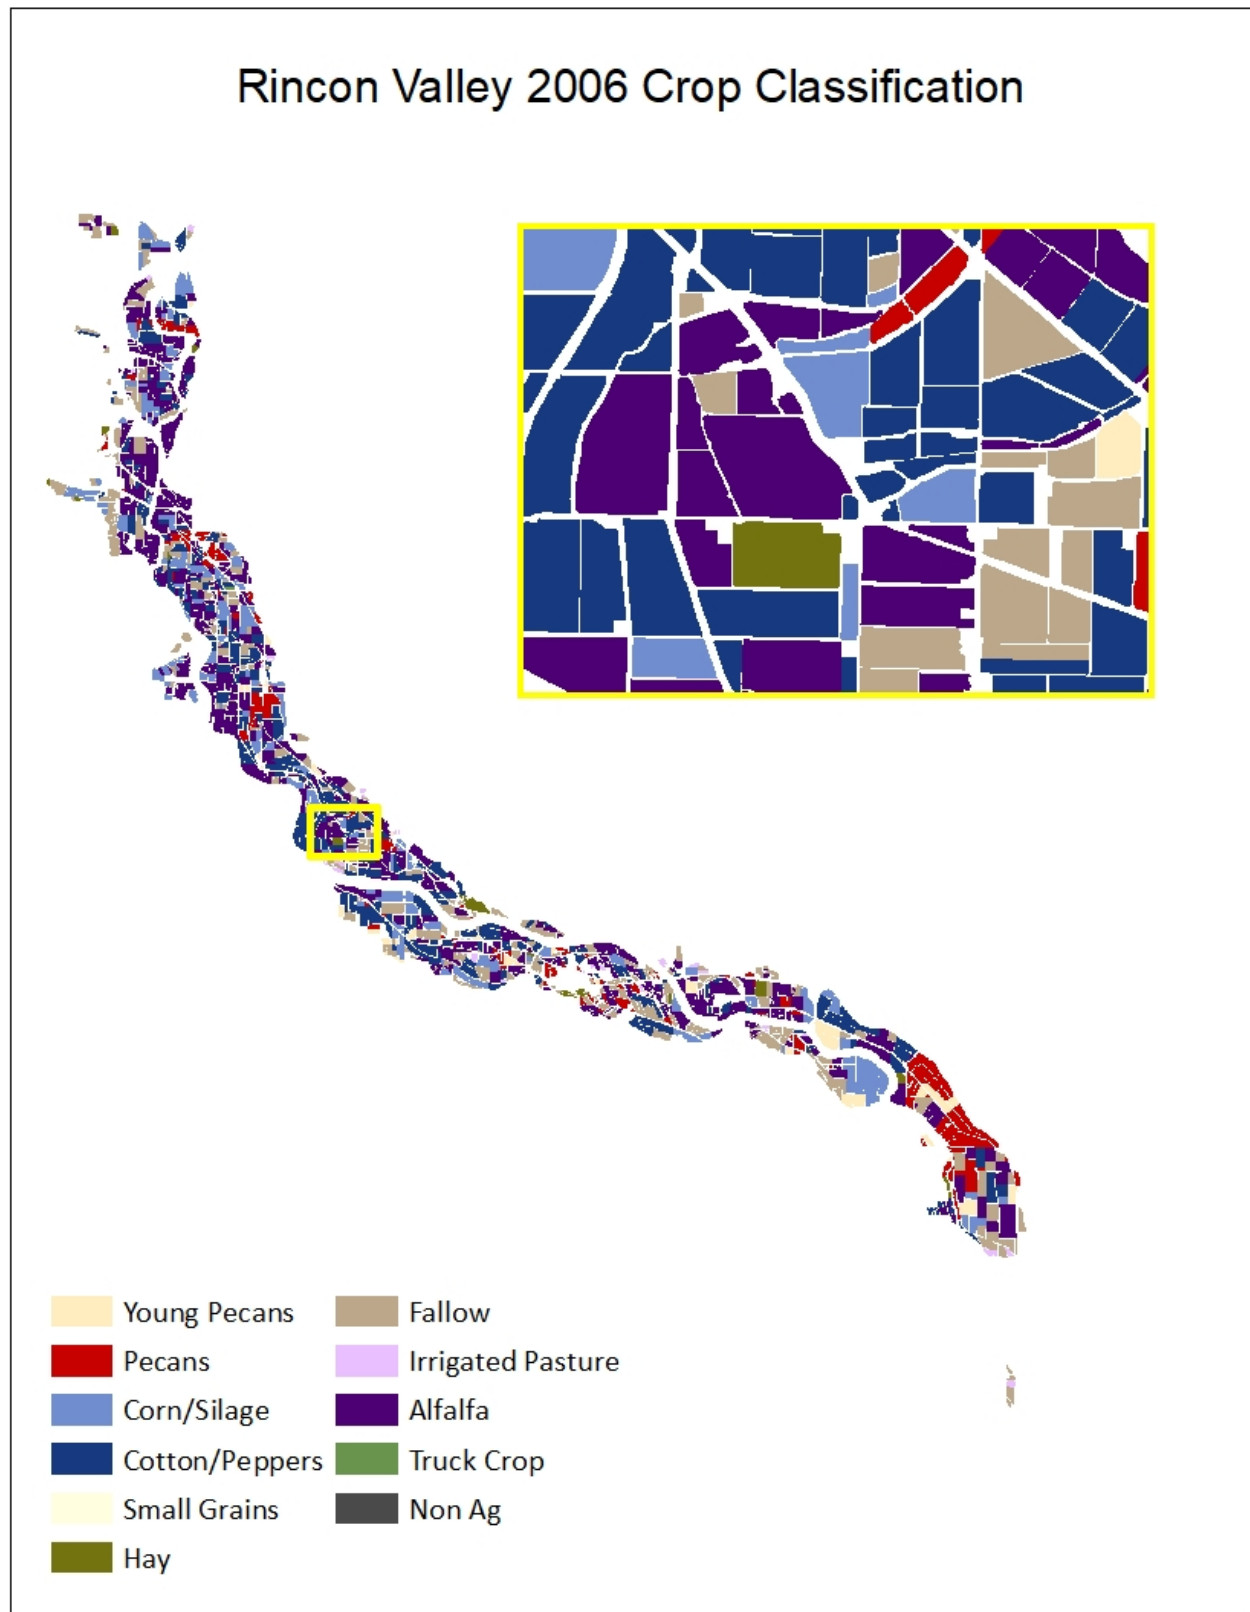 Rincon Valley 2006 Crop Classification
Young Pecans
Pecans
Corn/Silage
Cotton/Peppers
Small Grains
Hay
Fallow
Irrigated Pasture
Alfalfa
Truck Crop
Non Ag